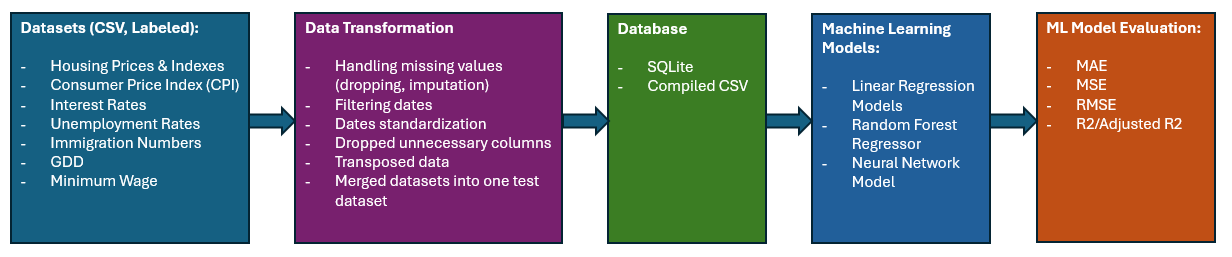 Datasets (CSV, Labeled):
- Housing Prices & Indexes
- Consumer Price Index (CPI)
- Interest Rates
- Unemployment Rates
- Immigration Numbers
- GDD
- Minimum Wage
Data Transformation
- Handling missing values
(dropping, imputation)
- Filtering dates
- Dates standardization
- Dropped unnecessary columns
- Transposed data
- Merged datasets into one test
dataset
Database
- SQLite
- Compiled CSV
Machine Learning
Models:
- Linear Regression
Models
- Random Forest
Regressor
- Neural Network
Model
ML Model Evaluation:
- MAE
- MSE
- RMSE
- R2/Adjusted R2